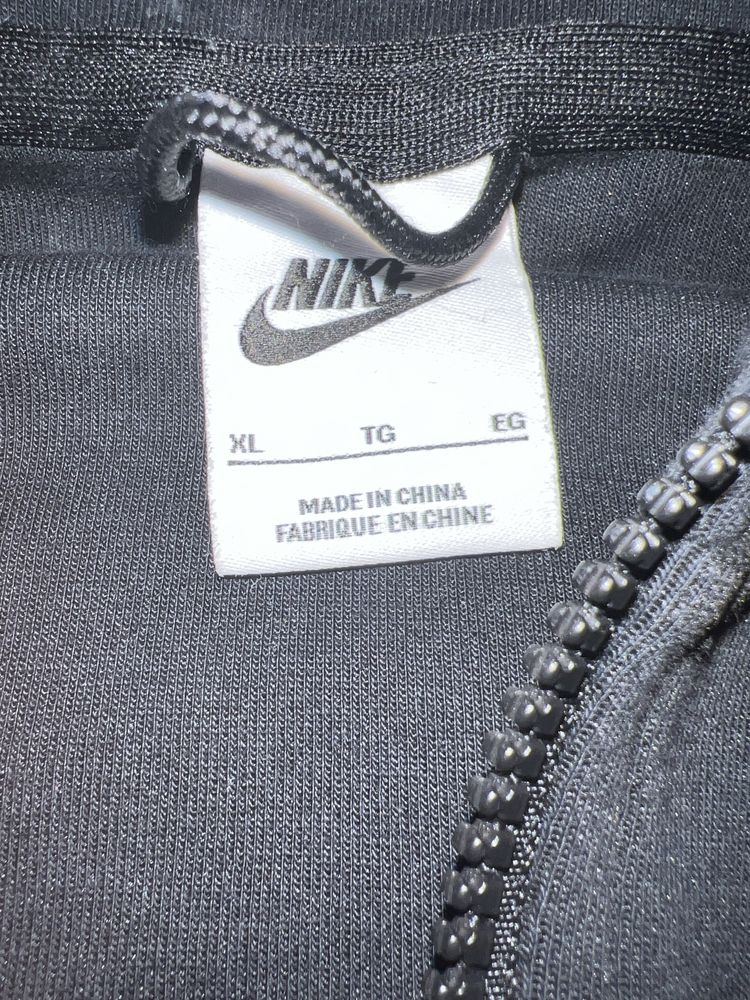 NIKE
XL TG EG
MADE IN CHINA
FABRIQUE EN CHINE